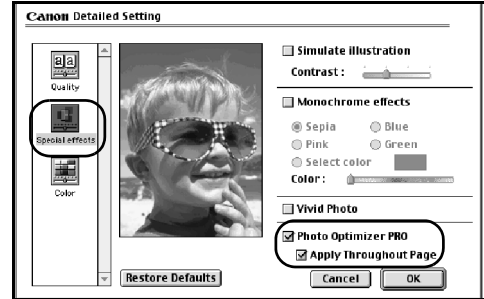 Canon Detailed Setting
aa
Quality
Special effects
Color
Simulate illustration
Contrast :
Monochrome effects
Sepia
Blue
Pink
Green
Select color
Color :
Vivid Photo
Photo Optimizer PRO
Apply Throughout Page
Restore Defaults
Cancel
OK